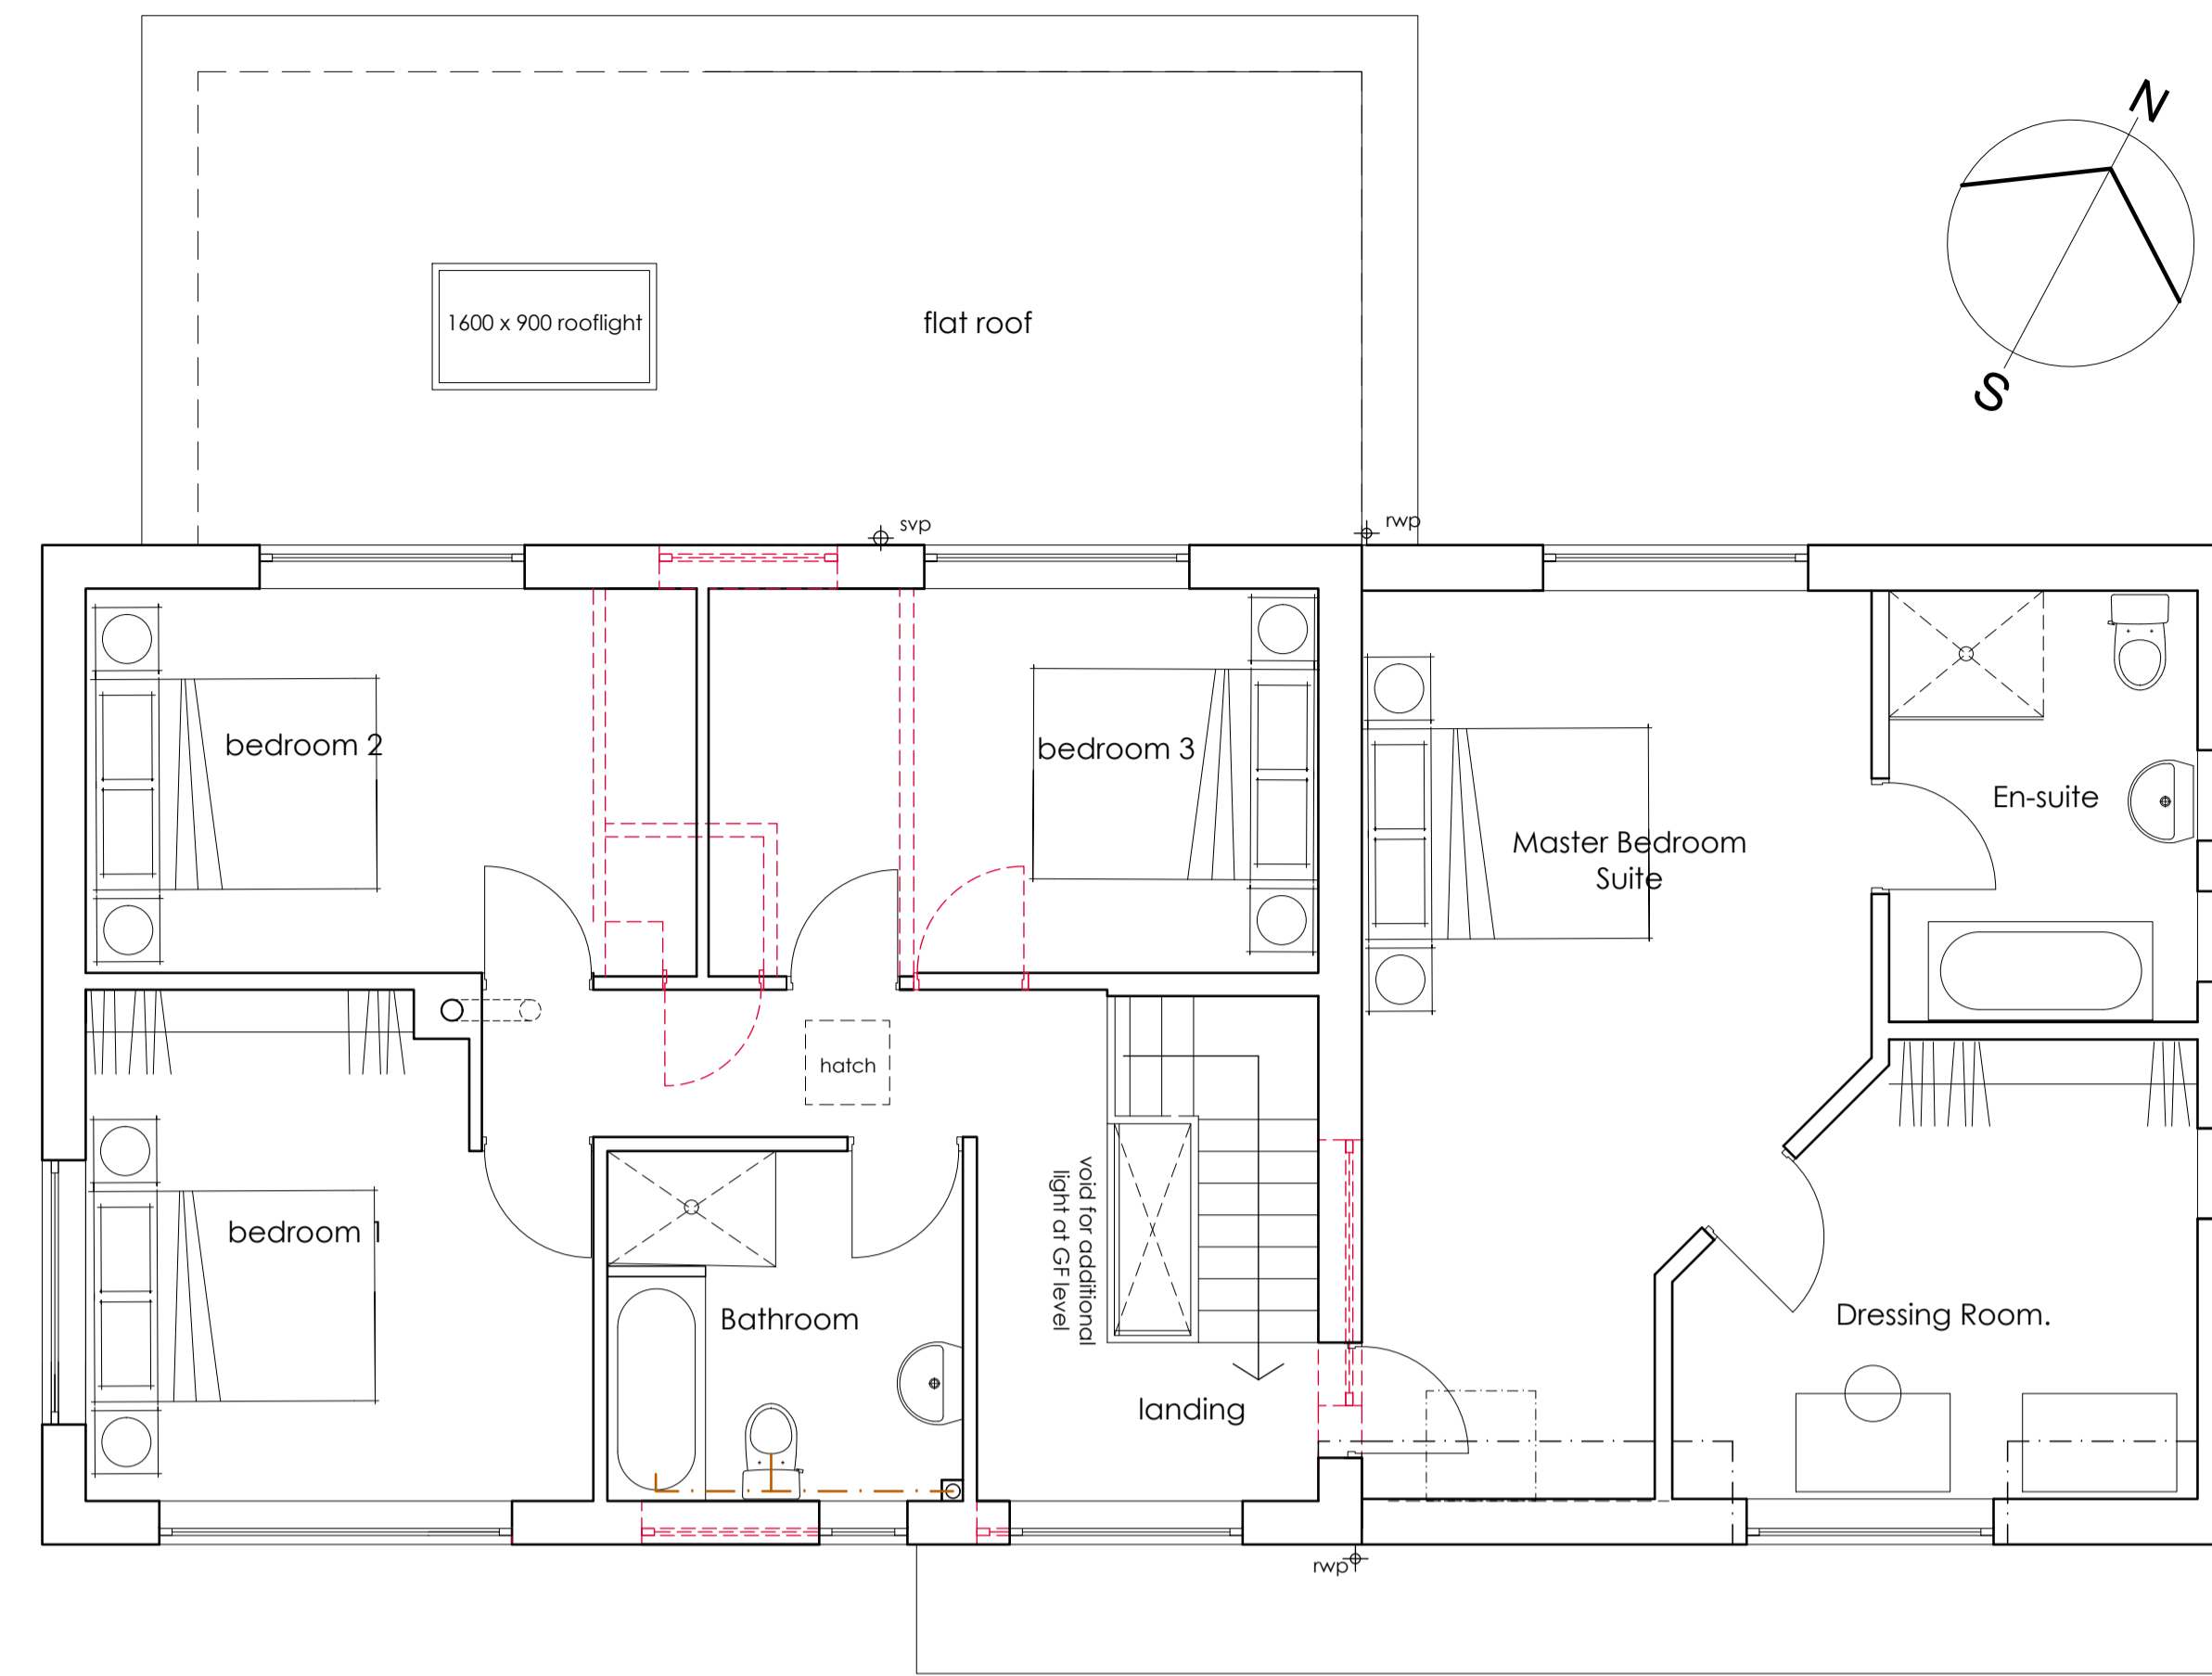 N
S
1600 x 900 rooflight
flat roof
svp
rwp
bedroom 2
bedroom 3
Master Bedroom
Suite
En-suite
hatch
void for additional
light at GF level
bedroom 1
Bathroom
landing
Dressing Room.
rwp